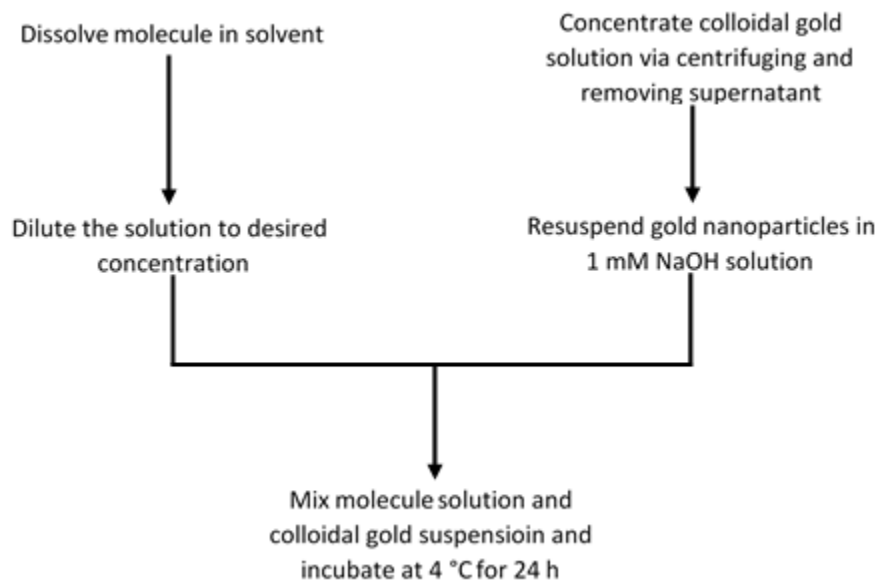 Dissolve molecule in solvent
Concentrate colloidal gold
solution via centrifuging and
removing supernatant
Dilute the solution to desired
concentration
Resuspend gold nanoparticles in
1 mM NaOH solution
Mix molecule solution and
colloidal gold suspensioin and
incubate at 4 °C for 24 h